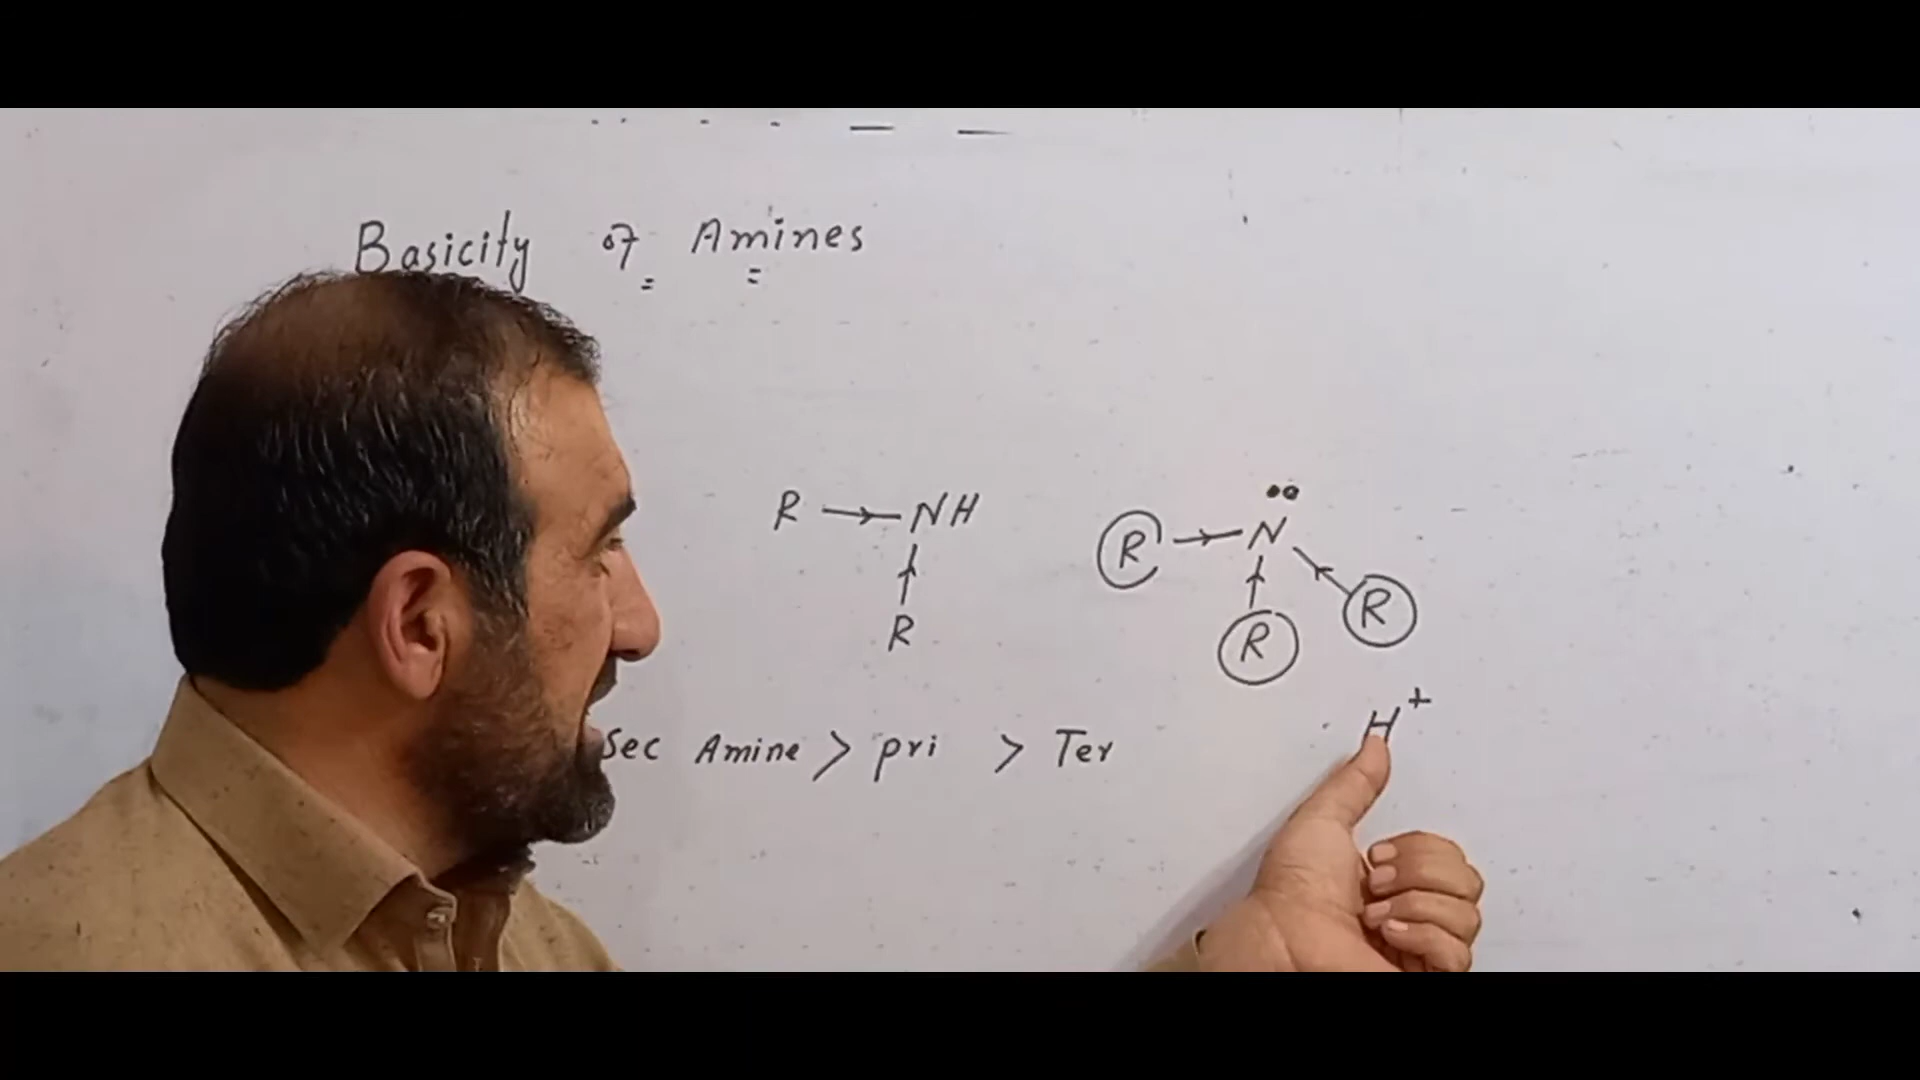 Basicity of Amines
R NH
R
N
R
R
R
H+
Sec Amine > pri > Ter